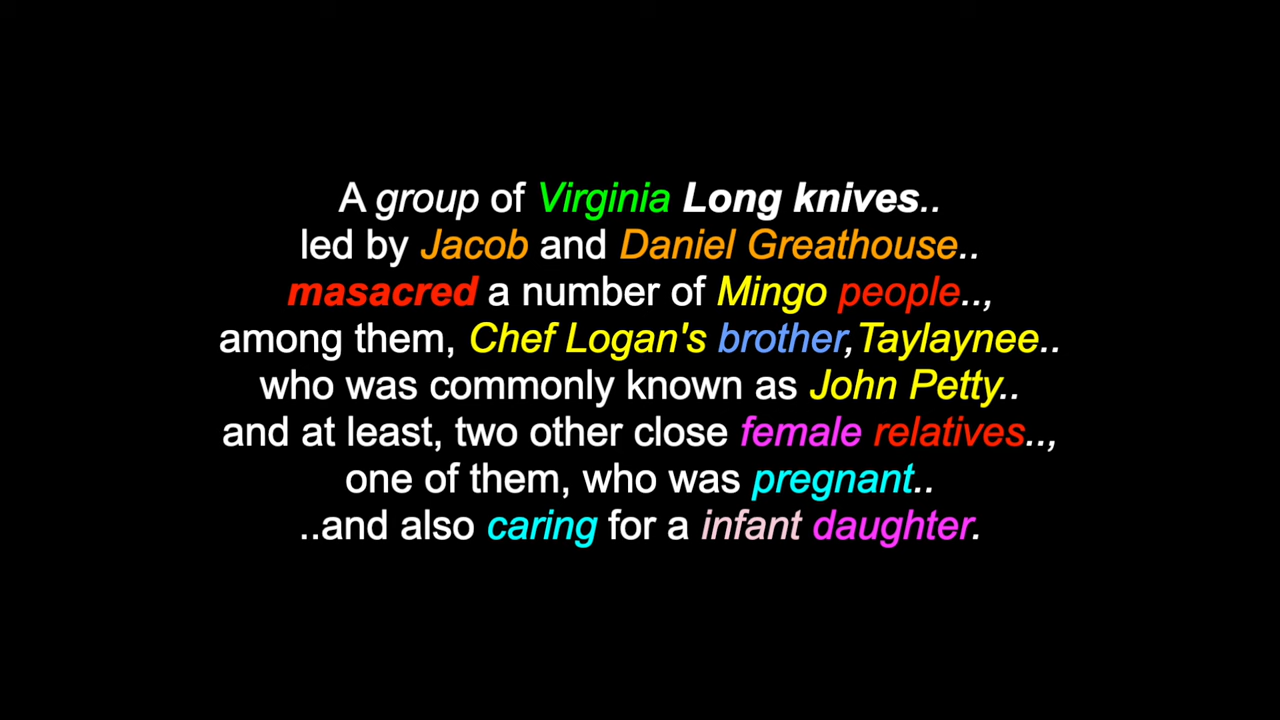 A group of Virginia Long knives..
led by Jacob and Daniel Greathouse..
masacred a number of Mingo people..,
among them, Chef Logan's brother,Taylaynee..
who was commonly known as John Petty..
and at least, two other close female relatives..,
one of them, who was pregnant..
..and also caring for a infant daughter.